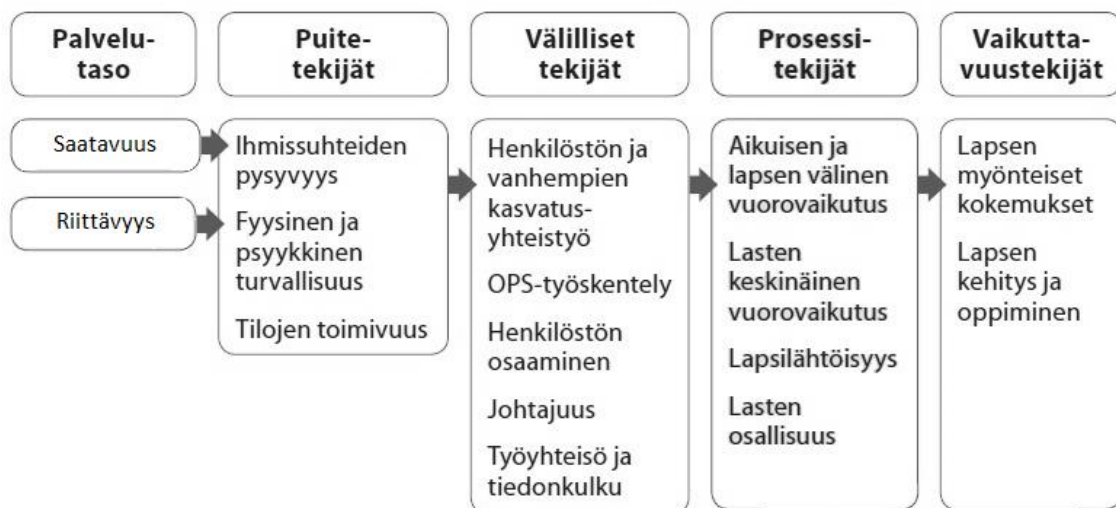 Palvelu-
taso
Puite-
tekijät
Välilliset
tekijät
Prosessi-
tekijät
Vaikutta-
vuustekijät
Saatavuus
Riittävyys
Ihmissuhteiden
pysyvyys
Fyysinen ja
psyykkinen
turvallisuus
Tilojen toimivuus
Henkilöstön ja
vanhempien
kasvatus-
yhteistyö
OPS-työskentely
Henkilöstön
osaaminen
Johtajuus
Työyhteisö ja
tiedonkulku
Aikuisen ja
lapsen välinen
vuorovaikutus
Lasten
keskinäinen
vuorovaikutus
Lapsilähtöisyys
Lasten
osallisuus
Lapsen
myönteiset
kokemukset
Lapsen
kehitys ja
oppiminen